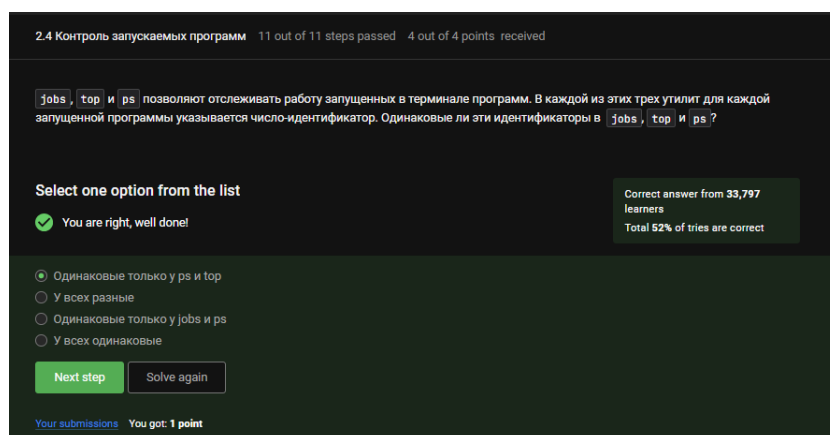 2.4 Контроль запускаемых программ 11 out of 11 steps passed 4 out of 4 points received
jobs, top и ps позволяют отслеживать работу запущенных в терминале программ. В каждой из этих трех утилит для каждой
запущенной программы указывается число-идентификатор. Одинаковые ли эти идентификаторы в jobs, top и ps?
Select one option from the list
You are right, well done!
Correct answer from 33,797
learners
Total 52% of tries are correct
Одинаковые только у ps и top
У всех разные
Одинаковые только у jobs и ps
У всех одинаковые
Next step Solve again
Your submissions You got: 1 point